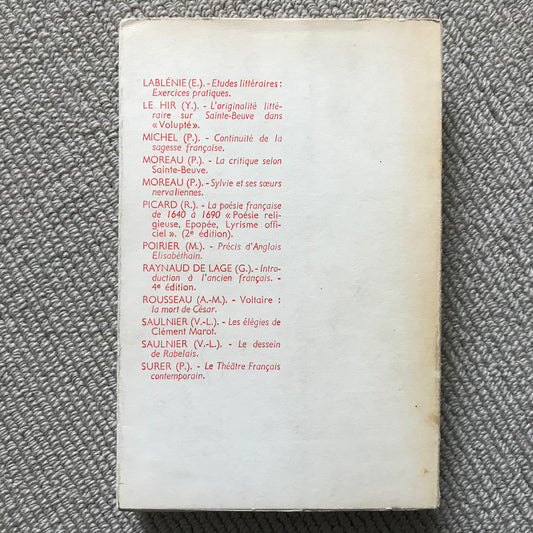 LABLÉNIE (E.). - Etudes littéraires :
Exercices pratiques.
LE HIR (Y.). - L'originalité litté-
raire sur Sainte-Beuve dans
« Volupté ».
MICHEL (P.). - Continuité de la
sagesse française.
MOREAU (P.). - La critique selon
Sainte-Beuve.
MOREAU (P.). - Sylvie et ses sœurs
nervaliennes.
PICARD (R.). - La poésie française
de 1640 à 1690 « Poésie reli-
gieuse, Epopée, Lyrisme offi-
ciel ». (2e édition).
POIRIER (M.). - Précis d'Anglais
Elisabéthain.
RAYNAUD DE LAGE (G.). - Intro-
duction à l'ancien français. -
4e édition.
ROUSSEAU (A.-M.). - Voltaire :
la mort de César.
SAULNIER (V.-L.). - Les élégies de
Clément Marot.
SAULNIER (V.-L.). - Le dessein
de Rabelais.
SURER (P.). - Le Théâtre Français
contemporain.